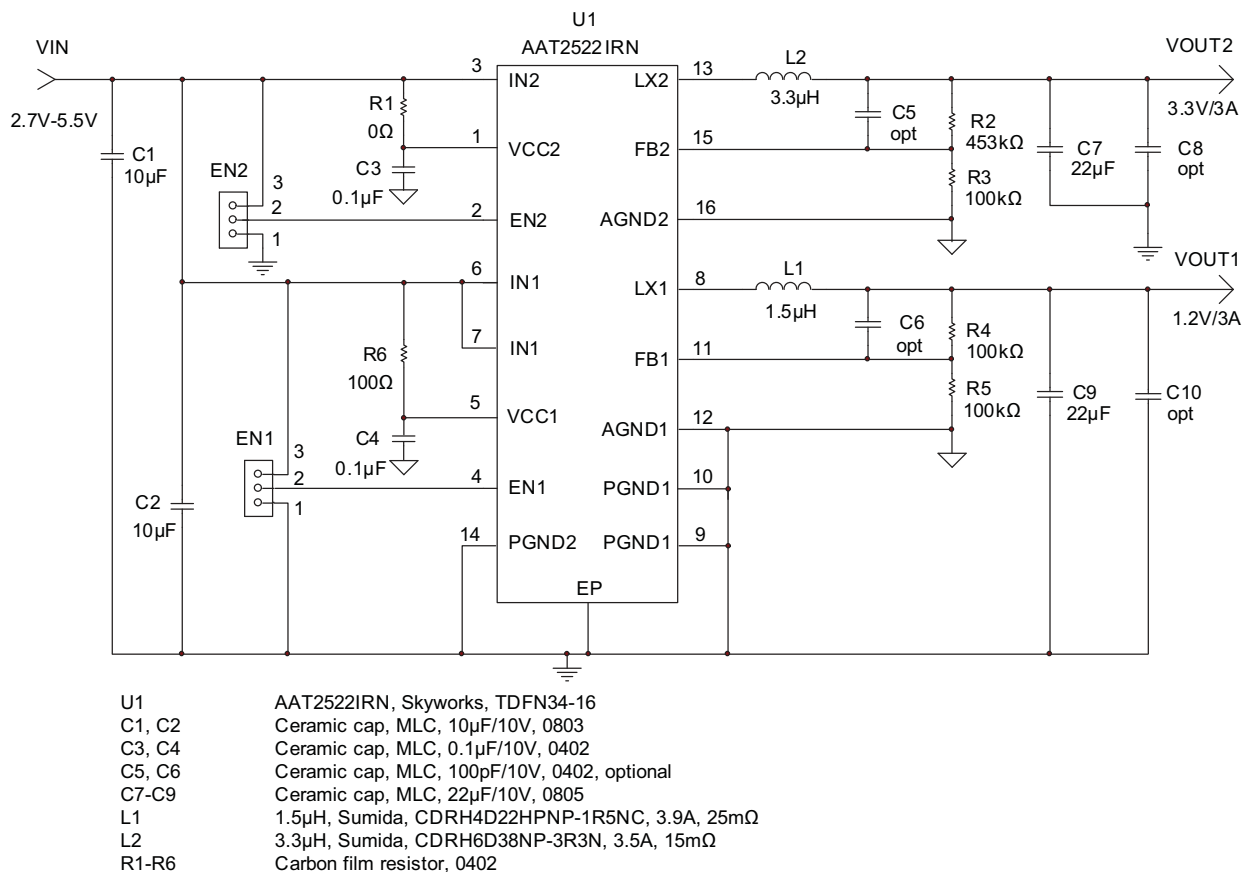 U1
AAT2522IRN
VIN
2.7V-5.5V
C1
10µF
EN2
3
2
1
R1
0Ω
C3
0.1µF
3
IN2
1
VCC2
2
EN2
6
IN1
7
IN1
R6
100Ω
5
VCC1
C4
0.1µF
EN1
3
2
1
4
EN1
C2
10µF
14
PGND2
EP
LX2
13
L2
3.3µH
C5
opt
R2
453kΩ
FB2
15
R3
100kΩ
AGND2
16
C7
22µF
C8
opt
VOUT2
3.3V/3A
LX1
8
L1
1.5µH
VOUT1
1.2V/3A
C6
opt
R4
100kΩ
FB1
11
R5
100kΩ
AGND1
12
C9
22µF
C10
opt
PGND1
10
PGND1
9
U1 AAT2522IRN, Skyworks, TDFN34-16
C1, C2 Ceramic cap, MLC, 10µF/10V, 0803
C3, C4 Ceramic cap, MLC, 0.1µF/10V, 0402
C5, C6 Ceramic cap, MLC, 100pF/10V, 0402, optional
C7-C9 Ceramic cap, MLC, 22µF/10V, 0805
L1 1.5µH, Sumida, CDRH4D22HPNP-1R5NC, 3.9A, 25mΩ
L2 3.3µH, Sumida, CDRH6D38NP-3R3N, 3.5A, 15mΩ
R1-R6 Carbon film resistor, 0402